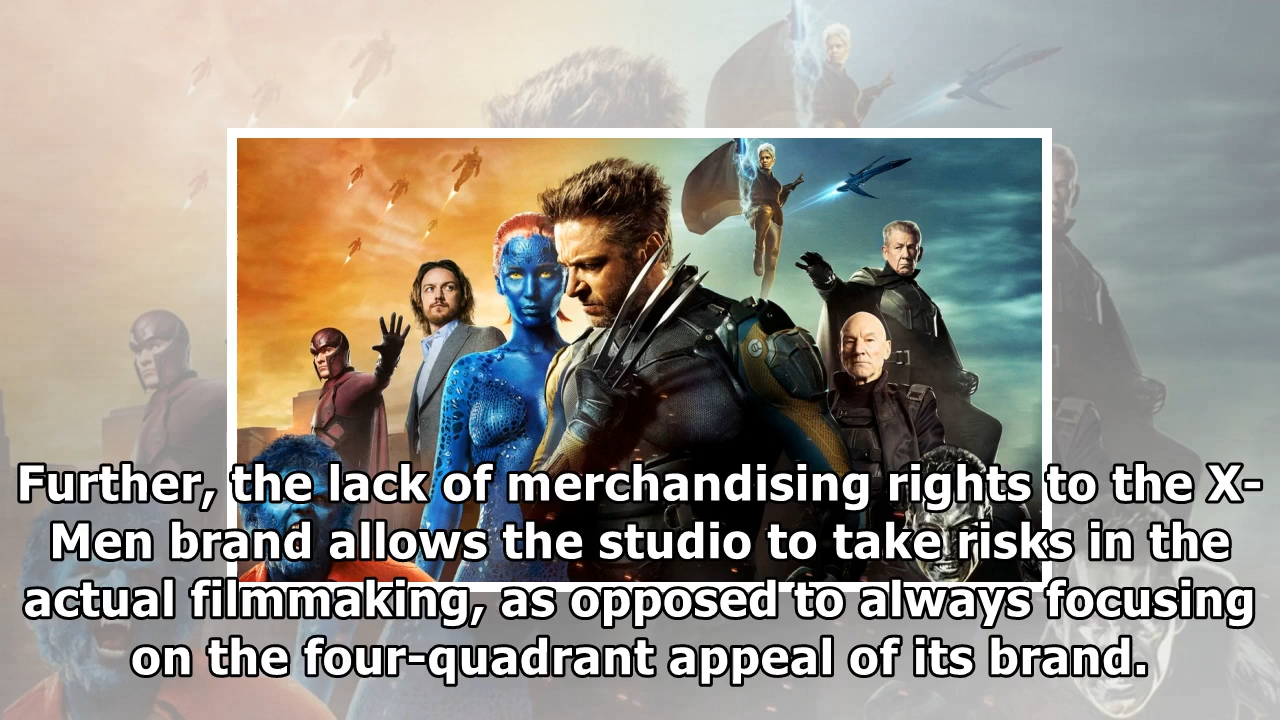 Further, the lack of merchandising rights to the X-
Men brand allows the studio to take risks in the
actual filmmaking, as opposed to always focusing
on the four-quadrant appeal of its brand.